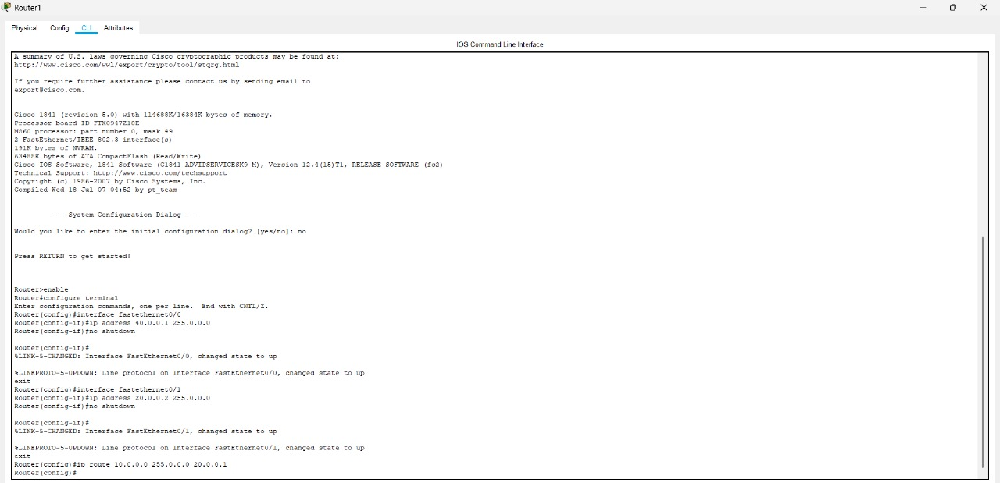 Router1
Physical Config CLI Attributes
IOS Command Line Interface
A summary of U.S. laws governing Cisco cryptographic products may be found at:
http://www.cisco.com/wwl/export/crypto/tool/stqrg.html
If you require further assistance please contact us by sending email to
export@cisco.com.
Cisco 1841 (revision 5.0) with 114688K/16384K bytes of memory.
Processor board ID FTX0947Z18E
M860 processor: part number 0, mask 49
2 FastEthernet/IEEE 802.3 interface(s)
191K bytes of NVRAM.
63488K bytes of ATA CompactFlash (Read/Write)
Cisco IOS Software, 1841 Software (C1841-ADVIPSERVICESK9-M), Version 12.4(15)T1, RELEASE SOFTWARE (fc2)
Technical Support: http://www.cisco.com/techsupport
Copyright (c) 1986-2007 by Cisco Systems, Inc.
Compiled Wed 18-Jul-07 04:52 by pt_team
--- System Configuration Dialog ---
Would you like to enter the initial configuration dialog? [yes/no]: no
Press RETURN to get started!
Router>enable
Router#configure terminal
Enter configuration commands, one per line.  End with CNTL/Z.
Router(config)#interface fastethernet0/0
Router(config-if)#ip address 40.0.0.1 255.0.0.0
Router(config-if)#no shutdown
Router(config-if)#
%LINK-5-CHANGED: Interface FastEthernet0/0, changed state to up
%LINEPROTO-5-UPDOWN: Line protocol on Interface FastEthernet0/0, changed state to up
exit
Router(config)#interface fastethernet0/1
Router(config-if)#ip address 20.0.0.2 255.0.0.0
Router(config-if)#no shutdown
Router(config-if)#
%LINK-5-CHANGED: Interface FastEthernet0/1, changed state to up
%LINEPROTO-5-UPDOWN: Line protocol on Interface FastEthernet0/1, changed state to up
exit
Router(config)#ip route 10.0.0.0 255.0.0.0 20.0.0.1
Router(config)#